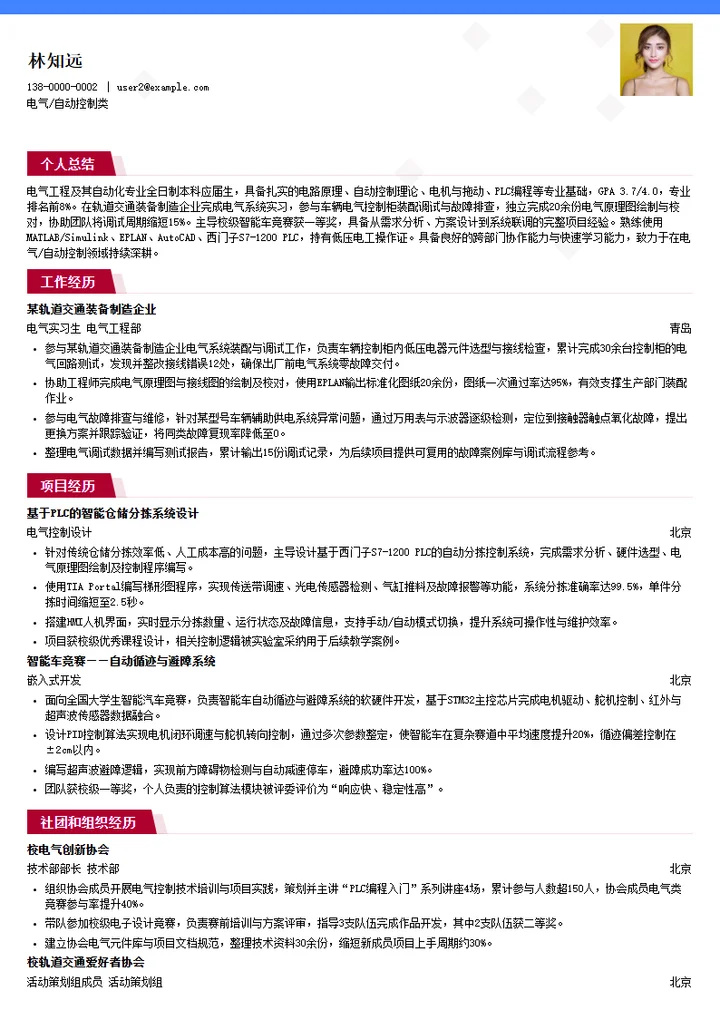 林知远
138-0000-0002 | user2@example.com
电气/自动控制类
个人总结
电气工程及其自动化专业全日制本科应届生，具备扎实的电路原理、自动控制理论、电机与拖动、PLC编程等专业基础，GPA 3.7/4.0，专业
排名前8%。在轨道交通装备制造企业完成电气系统实习，参与车辆电气控制柜装配调试与故障排查，独立完成20余份电气原理图绘制与校
对，协助团队将调试周期缩短15%。主导校级智能车竞赛获一等奖，具备从需求分析、方案设计到系统联调的完整项目经验。熟练使用
MATLAB/Simulink、EPLAN、AutoCAD、西门子S7-1200 PLC，持有低压电工操作证。具备良好的跨部门协作能力与快速学习能力，致力于在电
气/自动控制领域持续深耕。
工作经历
某轨道交通装备制造企业
电气实习生 电气工程部 青岛
• 参与某轨道交通装备制造企业电气系统装配与调试工作，负责车辆控制柜内低压电器元件选型与接线检查，累计完成30余台控制柜的电
气回路测试，发现并整改接线错误12处，确保出厂前电气系统零故障交付。
• 协助工程师完成电气原理图与接线图的绘制及校对，使用EPLAN输出标准化图纸20余份，图纸一次通过率达95%，有效支撑生产部门装配
作业。
• 参与电气故障排查与维修，针对某型号车辆辅助供电系统异常问题，通过万用表与示波器逐级检测，定位到接触器触点氧化故障，提出
更换方案并跟踪验证，将同类故障复现率降低至0。
• 整理电气调试数据并编写测试报告，累计输出15份调试记录，为后续项目提供可复用的故障案例库与调试流程参考。
项目经历
基于PLC的智能仓储分拣系统设计
电气控制设计 北京
• 针对传统仓储分拣效率低、人工成本高的问题，主导设计基于西门子S7-1200 PLC的自动分拣控制系统，完成需求分析、硬件选型、电
气原理图绘制及控制程序编写。
• 使用TIA Portal编写梯形图程序，实现传送带调速、光电传感器检测、气缸推料及故障报警等功能，系统分拣准确率达99.5%，单件分
拣时间缩短至2.5秒。
• 搭建HMI人机界面，实时显示分拣数量、运行状态及故障信息，支持手动/自动模式切换，提升系统可操作性与维护效率。
• 项目获校级优秀课程设计，相关控制逻辑被实验室采纳用于后续教学案例。
智能车竞赛——自动循迹与避障系统
嵌入式开发 北京
• 面向全国大学生智能汽车竞赛，负责智能车自动循迹与避障系统的软硬件开发，基于STM32主控芯片完成电机驱动、舵机控制、红外与
超声波传感器数据融合。
• 设计PID控制算法实现电机闭环调速与舵机转向控制，通过多次参数整定，使智能车在复杂赛道中平均速度提升20%，循迹偏差控制在
±2cm以内。
• 编写超声波避障逻辑，实现前方障碍物检测与自动减速停车，避障成功率达100%。
• 团队获校级一等奖，个人负责的控制算法模块被评委评价为“响应快、稳定性高”。
社团和组织经历
校电气创新协会
技术部部长 技术部 北京
• 组织协会成员开展电气控制技术培训与项目实践，策划并主讲“PLC编程入门”系列讲座4场，累计参与人数超150人，协会成员电气类
竞赛参与率提升40%。
• 带队参加校级电子设计竞赛，负责赛前培训与方案评审，指导3支队伍完成作品开发，其中2支队伍获二等奖。
• 建立协会电气元件库与项目文档规范，整理技术资料30余份，缩短新成员项目上手周期约30%。
校轨道交通爱好者协会
活动策划组成员 活动策划组 北京